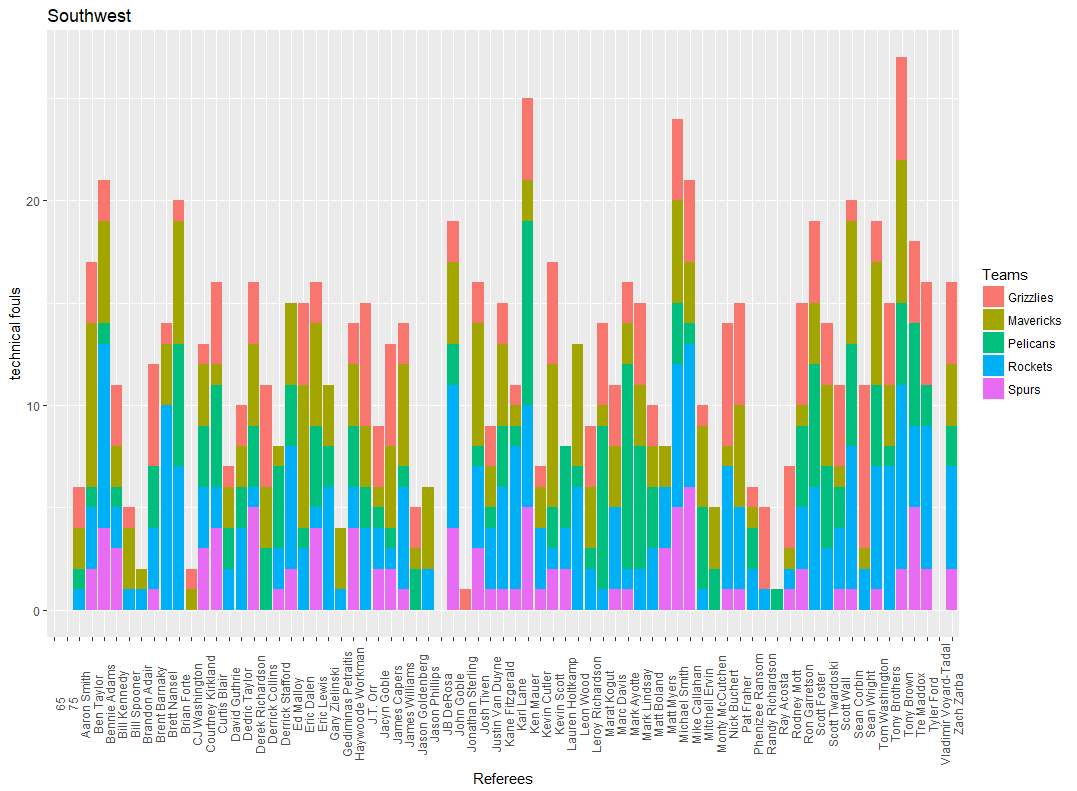 Southwest
technical fouls
20
10
0
65
75
Aaron Smith
Ben Taylor
Bennie Adams
Bill Kennedy
Bill Spooner
Brandon Adair
Brent Barnaky
Brett Nansel
Brian Forte
CJ Washington
Courtney Kirkland
Curtis Blair
David Guthrie
Dedric Taylor
Derek Richardson
Derrick Collins
Derrick Stafford
Ed Malloy
Eric Dalen
Eric Lewis
Gary Zielinski
Gediminas Petraitis
Haywoode Workman
J.T. Orr
Jacyn Goble
James Capers
James Williams
Jason Goldenberg
Jason Phillips
JB DeRosa
John Goble
Jonathan Sterling
Josh Tiven
Justin Van Duyne
Kane Fitzgerald
Karl Lane
Ken Mauer
Kevin Cutler
Kevin Scott
Lauren Holtkamp
Leon Wood
Leroy Richardson
Marat Kogut
Marc Davis
Mark Ayotte
Mark Lindsay
Matt Boland
Matt Myers
Michael Smith
Mike Callahan
Mitchell Ervin
Monty McCutchen
Nick Buchert
Pat Fraher
Phenizee Ransom
Randy Richardson
Ray Acosta
Rodney Mott
Ron Garretson
Scott Foster
Scott Twardoski
Scott Wall
Sean Corbin
Sean Wright
Tom Washington
Tony Brothers
Tony Brown
Tre Maddox
Tyler Ford
Vladimir Voyard-Tadal
Zach Zarba
Referees
Teams
Grizzlies
Mavericks
Pelicans
Rockets
Spurs